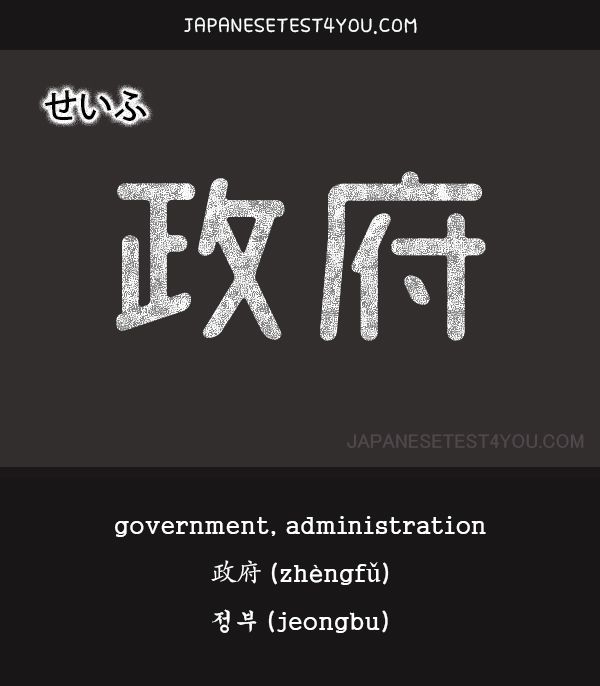 JAPANESETEST4YOU.COM
せいふ
政府
JAPANESETEST4YOU.COM
government, administration
政府 (zhèngfǔ)
정부 (jeongbu)